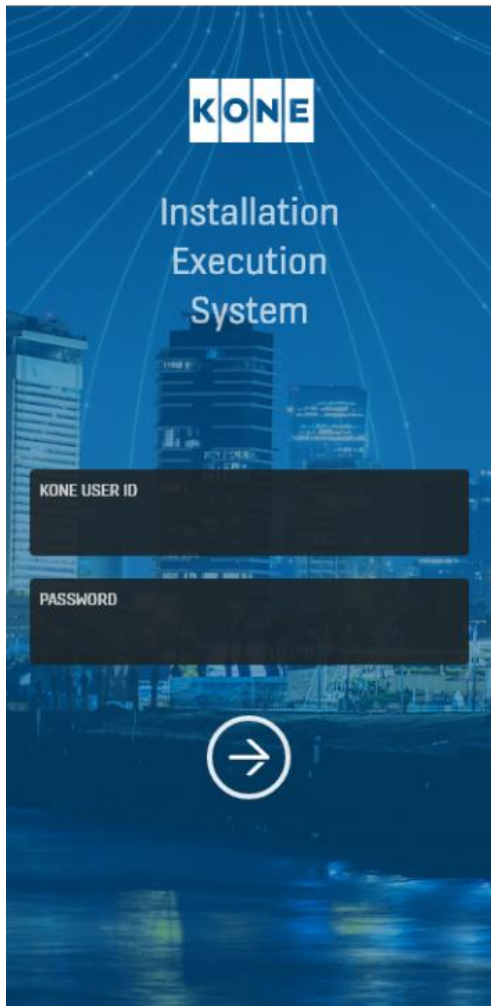 KONE
Installation
Execution
System
KONE USER ID
PASSWORD